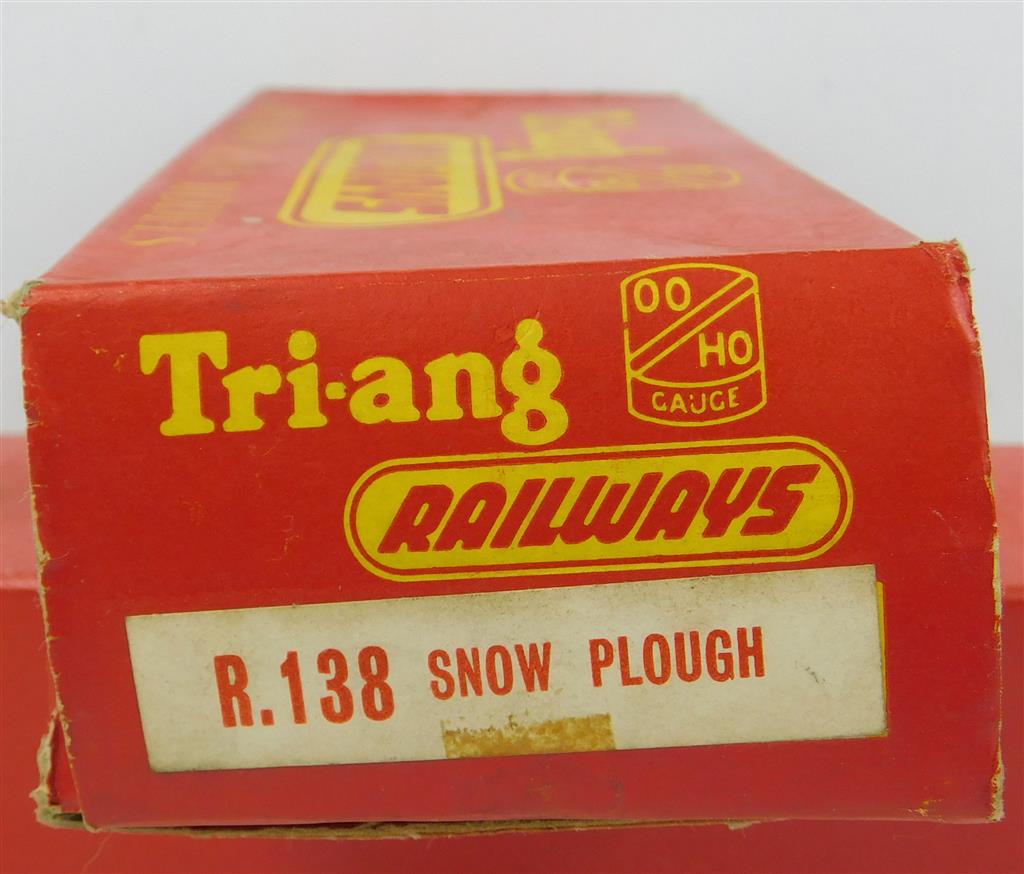 Tri-ang
OO
HO
GAUGE
RAILWAYS
R.138 SNOW PLOUGH